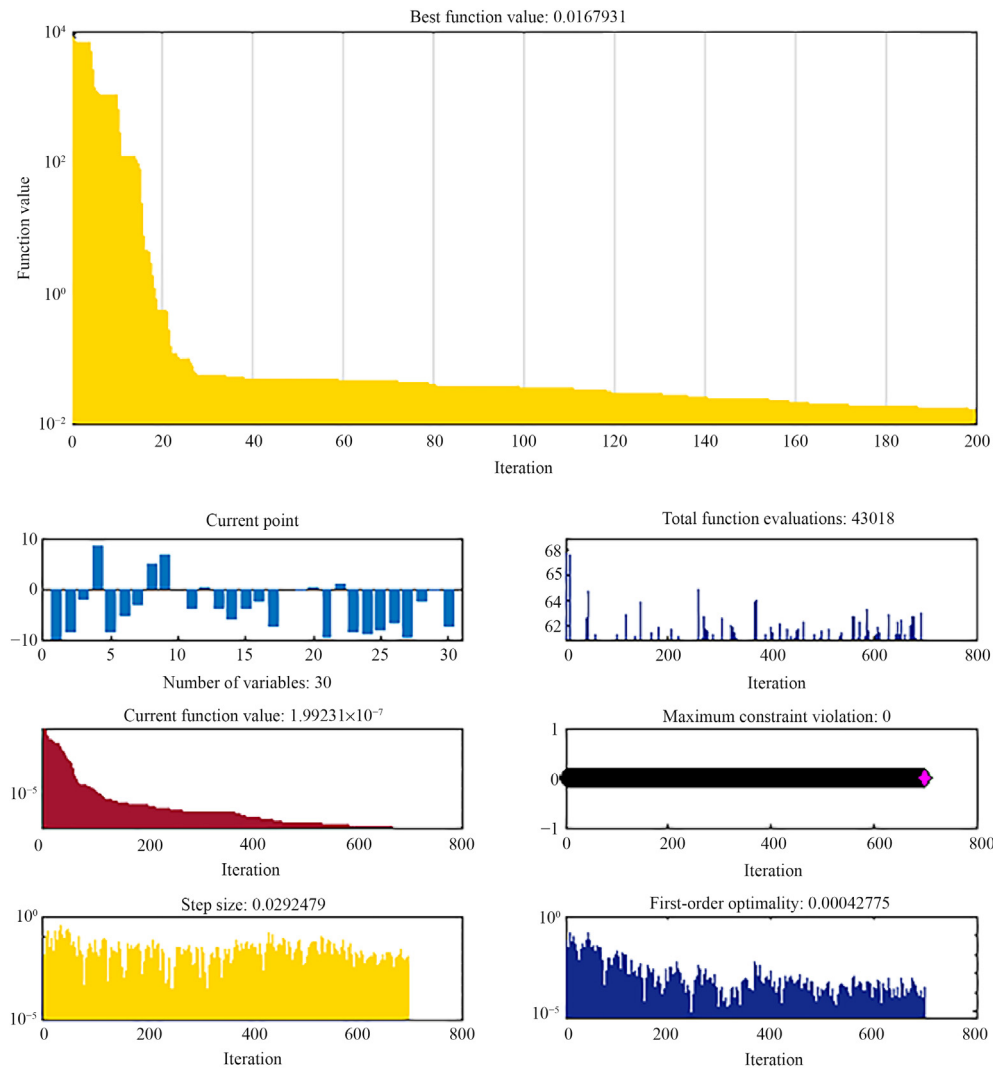 Best function value: 0.0167931
10⁴
10²
10⁰
10⁻²
Function value
0 20 40 60 80 100 120 140 160 180 200
Iteration
Current point
10
0
−10
0 5 10 15 20 25 30
Number of variables: 30
Total function evaluations: 43018
68
65
64
62
0 200 400 600 800
Iteration
Current function value: 1.99231×10⁻⁷
10⁻⁵
0 200 400 600 800
Iteration
Maximum constraint violation: 0
1
0
−1
0 200 400 600 800
Iteration
Step size: 0.0292479
10⁰
10⁻⁵
0 200 400 600 800
Iteration
First-order optimality: 0.00042775
10⁰
10⁻⁵
0 200 400 600 800
Iteration